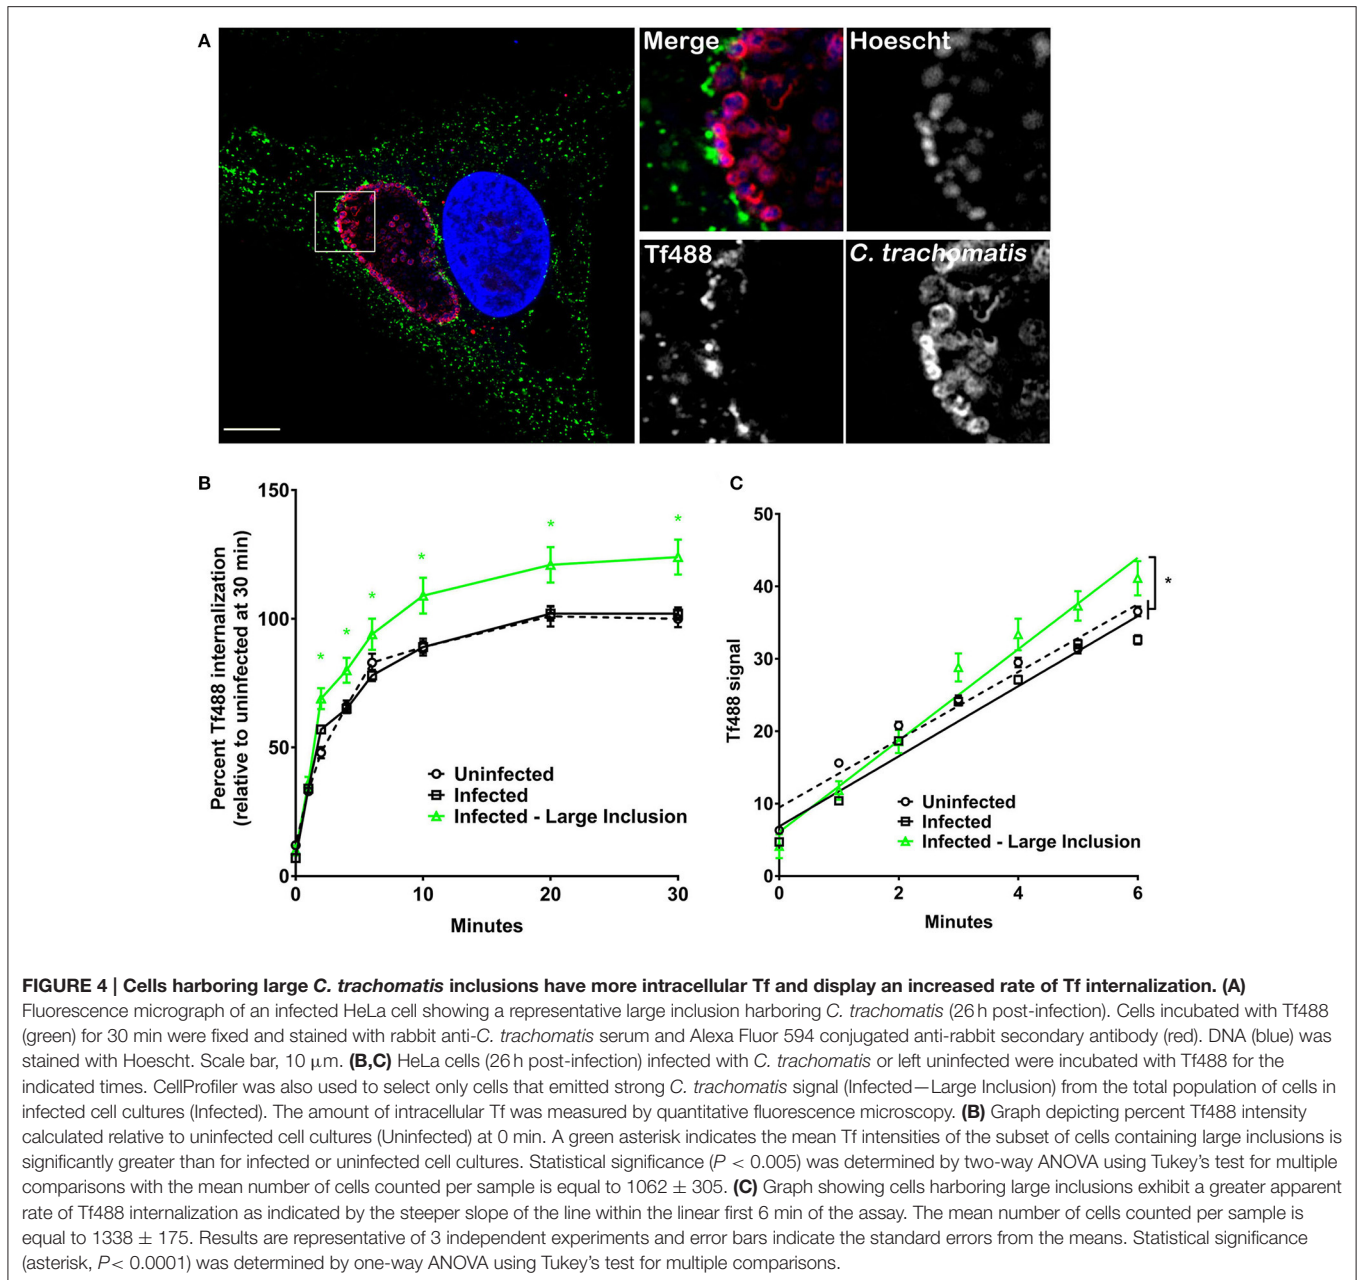 A
Merge
Hoescht
Tf488
C. trachomatis
B
150
100
50
0
Percent Tf488 internalization
(relative to uninfected at 30 min)
*
*
*
*
*
*
*
Uninfected
Infected
Infected - Large Inclusion
0
10
20
30
Minutes
C
50
40
30
20
10
0
Tf488 signal
*
Uninfected
Infected
Infected - Large Inclusion
0
2
4
6
Minutes
FIGURE 4 | Cells harboring large C. trachomatis inclusions have more intracellular Tf and display an increased rate of Tf internalization. (A)
Fluorescence micrograph of an infected HeLa cell showing a representative large inclusion harboring C. trachomatis (26 h post-infection). Cells incubated with Tf488
(green) for 30 min were fixed and stained with rabbit anti-C. trachomatis serum and Alexa Fluor 594 conjugated anti-rabbit secondary antibody (red). DNA (blue) was
stained with Hoescht. Scale bar, 10 μm. (B,C) HeLa cells (26 h post-infection) infected with C. trachomatis or left uninfected were incubated with Tf488 for the
indicated times. CellProfiler was also used to select only cells that emitted strong C. trachomatis signal (Infected—Large Inclusion) from the total population of cells in
infected cell cultures (Infected). The amount of intracellular Tf was measured by quantitative fluorescence microscopy. (B) Graph depicting percent Tf488 intensity
calculated relative to uninfected cell cultures (Uninfected) at 0 min. A green asterisk indicates the mean Tf intensities of the subset of cells containing large inclusions is
significantly greater than for infected or uninfected cell cultures. Statistical significance (P < 0.005) was determined by two-way ANOVA using Tukey's test for multiple
comparisons with the mean number of cells counted per sample is equal to 1062 ± 305. (C) Graph showing cells harboring large inclusions exhibit a greater apparent
rate of Tf488 internalization as indicated by the steeper slope of the line within the linear first 6 min of the assay. The mean number of cells counted per sample is
equal to 1338 ± 175. Results are representative of 3 independent experiments and error bars indicate the standard errors from the means. Statistical significance
(asterisk, P< 0.0001) was determined by one-way ANOVA using Tukey's test for multiple comparisons.